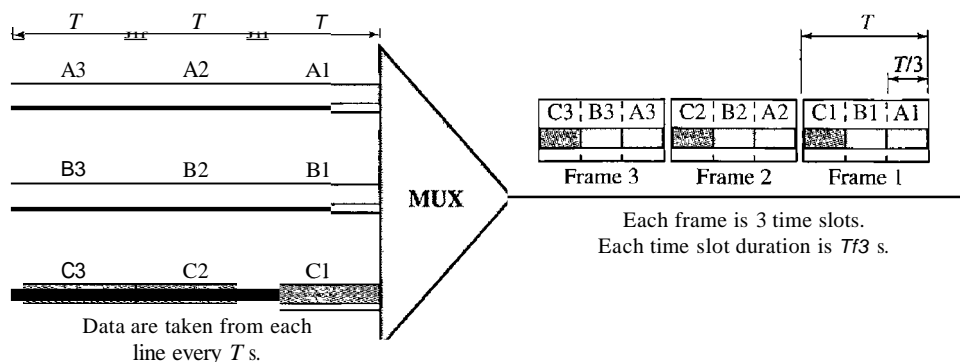 T T T
A3 A2 A1
B3 B2 B1
C3 C2 C1
Data are taken from each
line every T s.
MUX
T
T/3
C3 B3 A3 C2 B2 A2 C1 B1 A1
Frame 3 Frame 2 Frame 1
Each frame is 3 time slots.
Each time slot duration is Tf3 s.